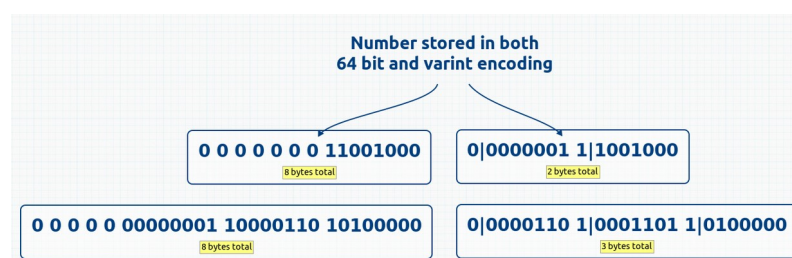 Number stored in both
64 bit and varint encoding
0 0 0 0 0 0 0 11001000
8 bytes total
0|0000001 1|1001000
2 bytes total
0 0 0 0 0 00000001 10000110 10100000
8 bytes total
0|0000110 1|0001101 1|0100000
3 bytes total